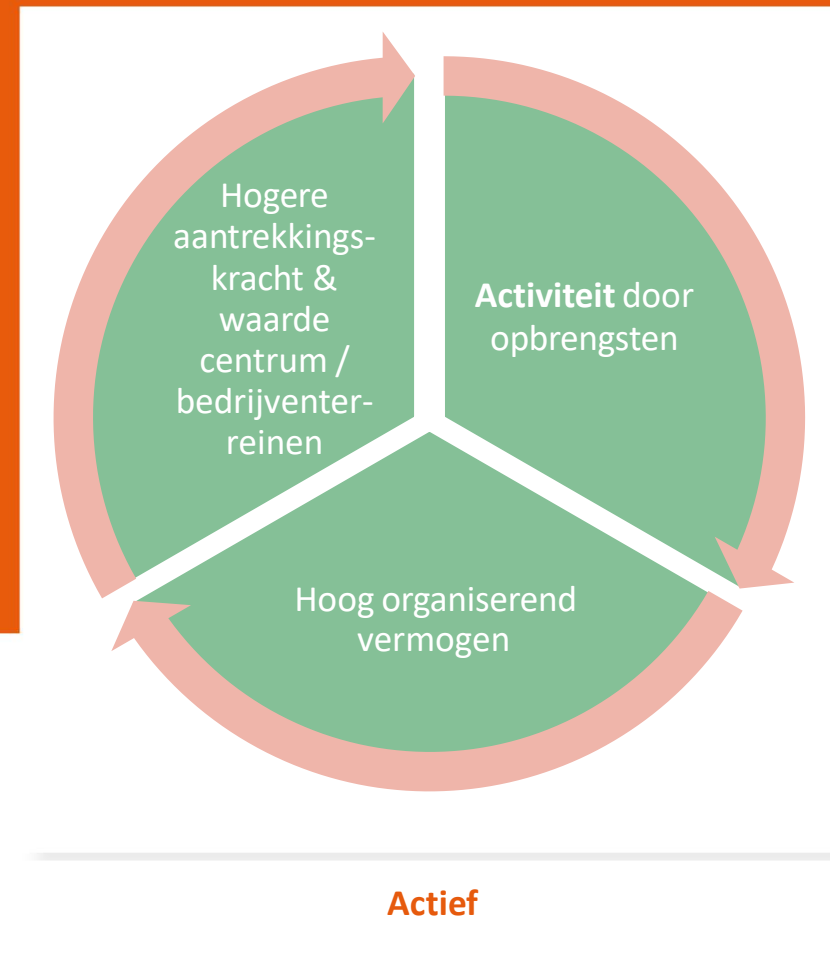 Hogere
aantrekkings-
kracht &
waarde
centrum /
bedrijventer-
reinen
Activiteit door
opbrengsten
Hoog organiserend
vermogen
Actief